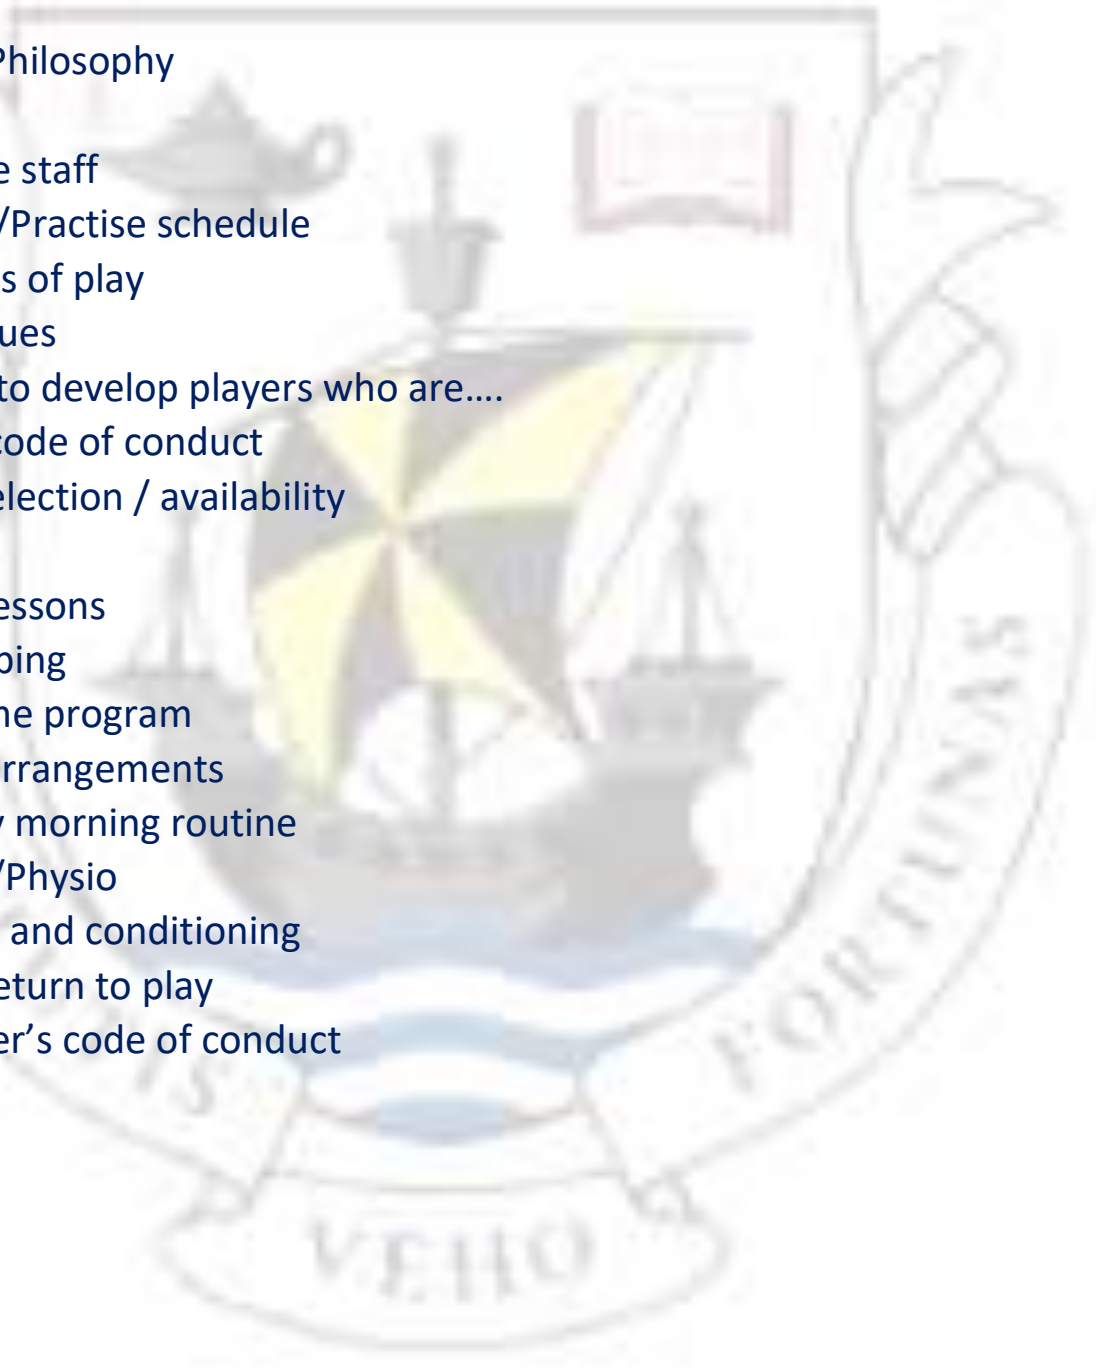 Philosophy
e staff
/Practise schedule
s of play
ues
to develop players who are....
code of conduct
election / availability
essons
ping
ne program
rrangements
y morning routine
/Physio
and conditioning
eturn to play
er’s code of conduct
FORTUNAS
VEHO